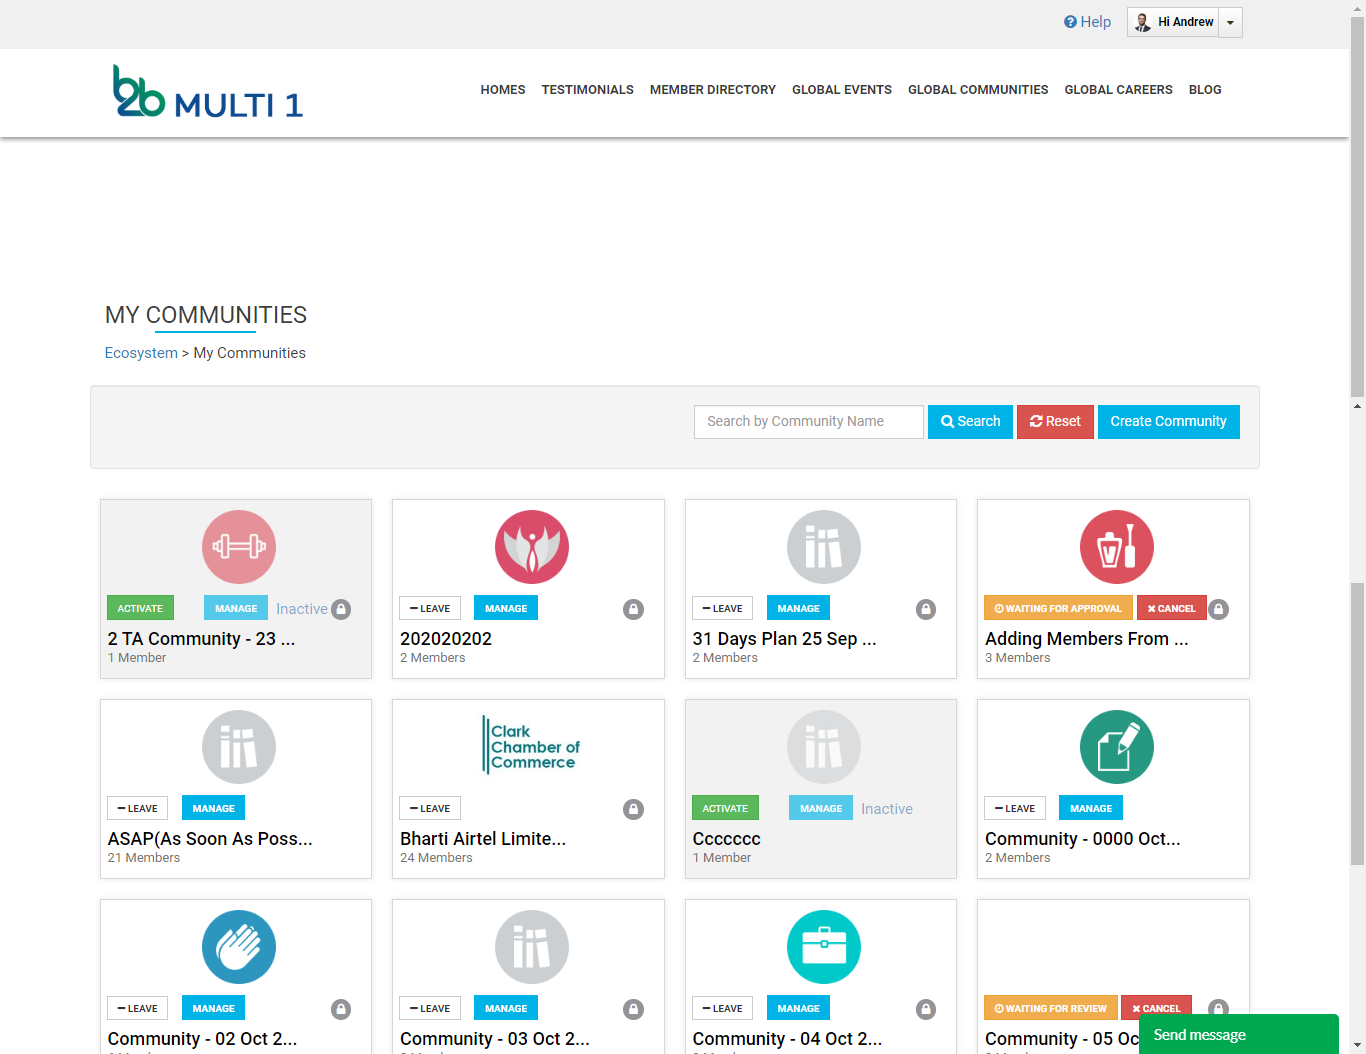 Help
Hi Andrew
b2b MULTI 1
HOMES TESTIMONIALS MEMBER DIRECTORY GLOBAL EVENTS GLOBAL COMMUNITIES GLOBAL CAREERS BLOG
MY COMMUNITIES
Ecosystem > My Communities
Search by Community Name Search Reset Create Community
ACTIVATE MANAGE Inactive
2 TA Community - 23 ...
1 Member
LEAVE MANAGE
202020202
2 Members
LEAVE MANAGE
31 Days Plan 25 Sep ...
2 Members
WAITING FOR APPROVAL CANCEL
Adding Members From ...
3 Members
LEAVE MANAGE
ASAP(As Soon As Poss...
21 Members
Clark
Chamber of
Commerce
LEAVE
Bharti Airtel Limite...
24 Members
ACTIVATE MANAGE Inactive
Ccccccc
1 Member
LEAVE MANAGE
Community - 0000 Oct...
2 Members
LEAVE MANAGE
Community - 02 Oct 2...
LEAVE MANAGE
Community - 03 Oct 2...
LEAVE MANAGE
Community - 04 Oct 2...
WAITING FOR REVIEW CANCEL
Community - 05 Oc
Send message